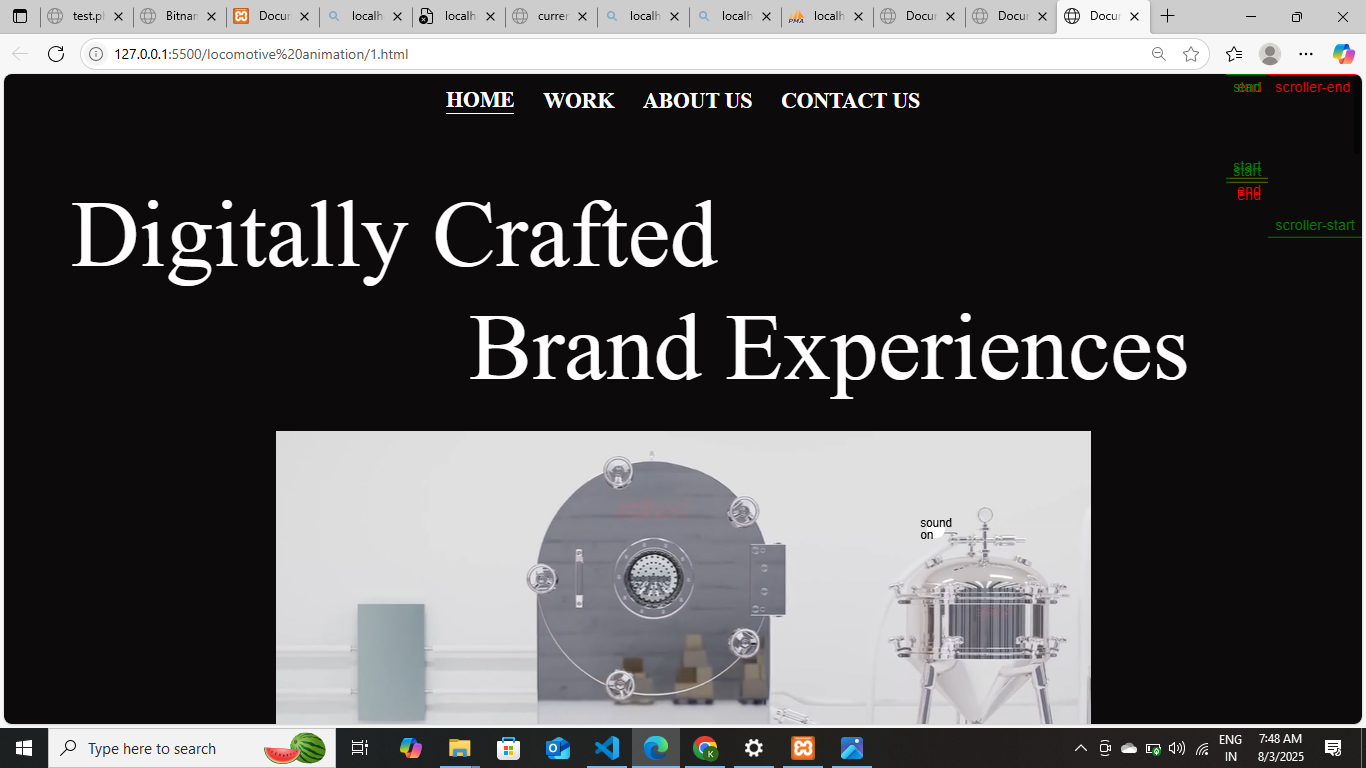 test.pl
Bitnar
Docur
localh
localh
curren
localh
localh
localh
Docur
Docur
Docur
127.0.0.1:5500/locomotive%20animation/1.html
HOME WORK ABOUT US CONTACT US
start
end
scroller-end
start
start
end
end
scroller-start
Digitally Crafted
Brand Experiences
sound
on
Type here to search
ENG
IN
7:48 AM
8/3/2025